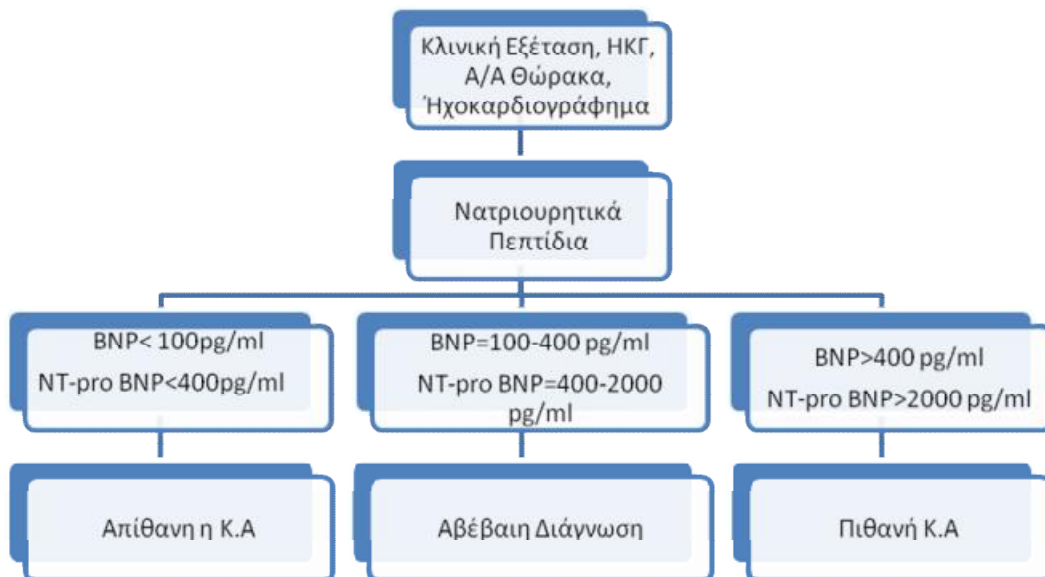 Κλινική Εξέταση, ΗΚΓ,
Α/Α Θώρακα,
Ήχοκαρδιογράφημα
Νατριουρητικά
Πεπτίδια
BNP< 100pg/ml
NT-pro BNP<400pg/ml
BNP=100-400 pg/ml
NT-pro BNP=400-2000
pg/ml
BNP>400 pg/ml
NT-pro BNP>2000 pg/ml
Απίθανη η Κ.Α
Αβέβαιη Διάγνωση
Πιθανή Κ.Α